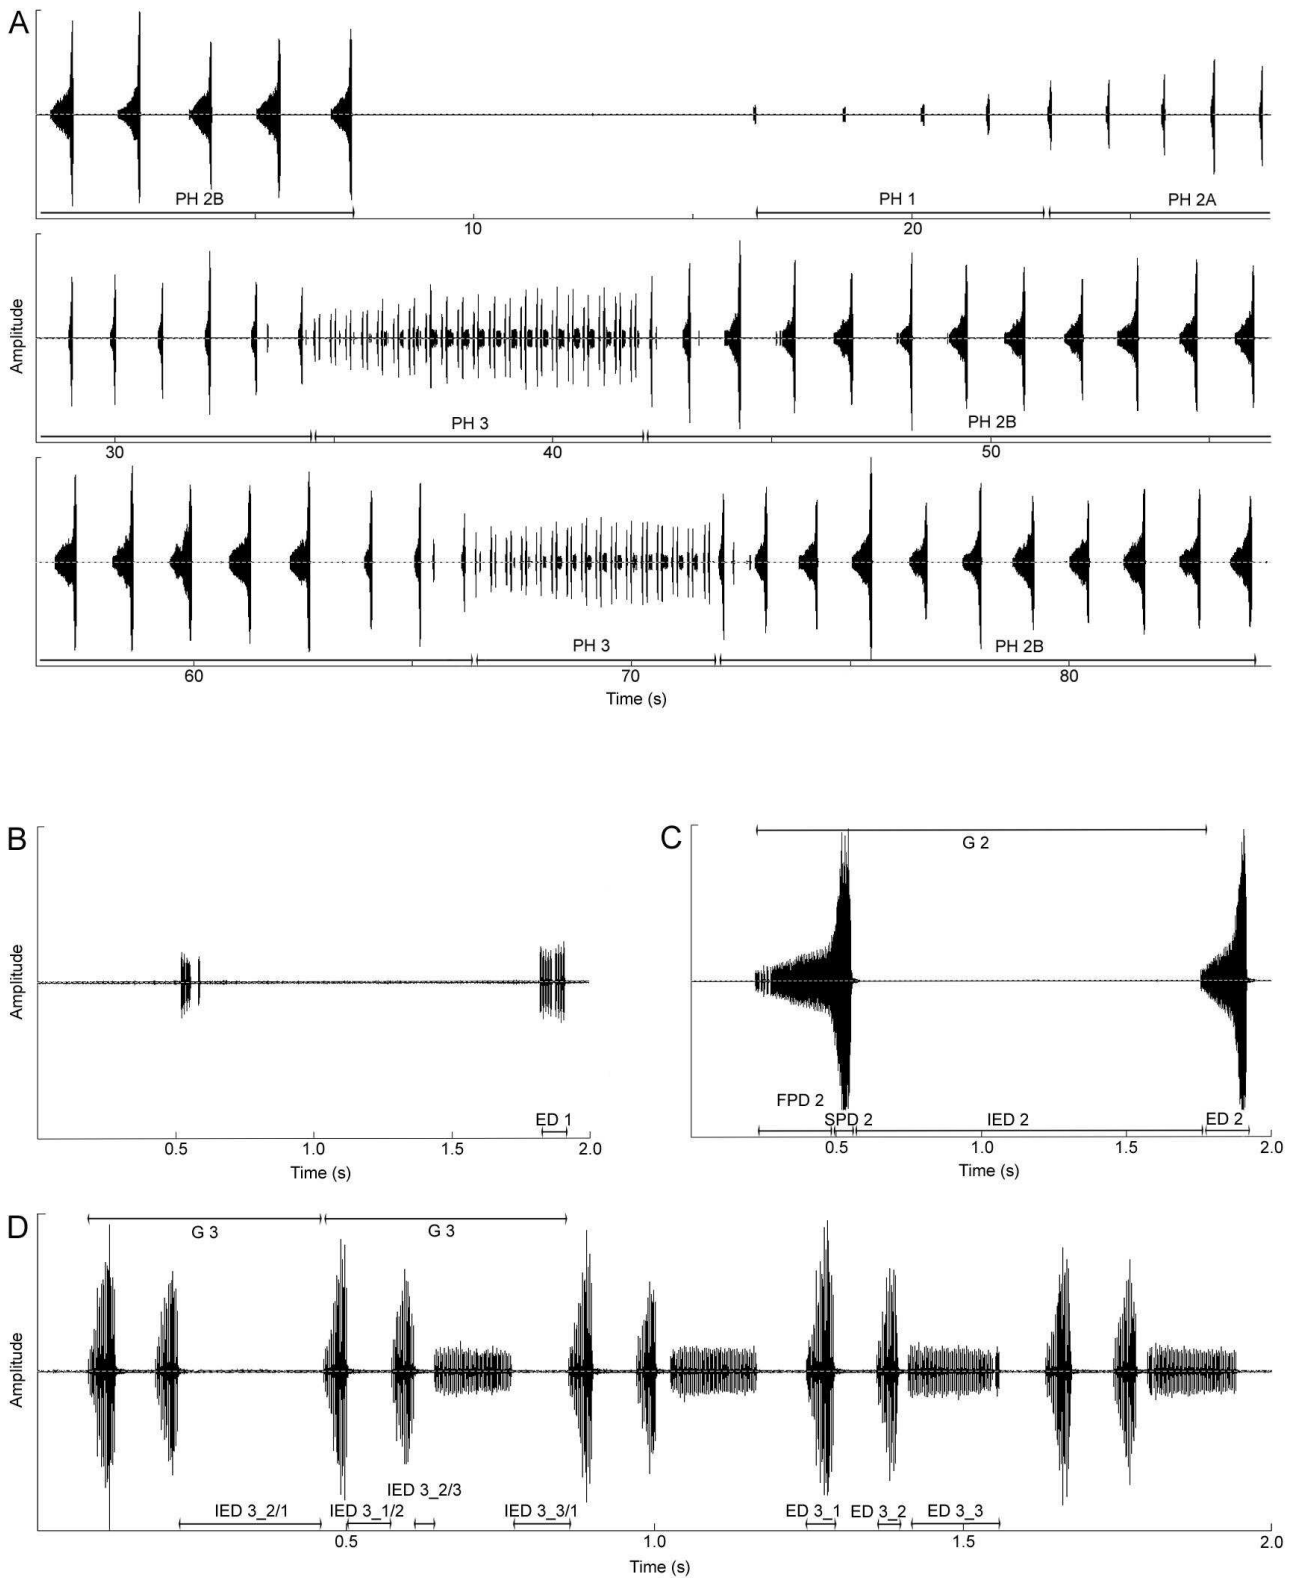 A
PH 2B
PH 1
PH 2A
10
20
Amplitude
PH 3
PH 2B
30
40
50
PH 3
PH 2B
60
70
80
Time (s)
B
Amplitude
ED 1
0.5
1.0
1.5
2.0
Time (s)
C
G 2
FPD 2
SPD 2
IED 2
ED 2
0.5
1.0
1.5
2.0
Time (s)
D
G 3
G 3
Amplitude
IED 3_2/3
IED 3_2/1
IED 3_1/2
IED 3_3/1
ED 3_1
ED 3_2
ED 3_3
0.5
1.0
1.5
2.0
Time (s)